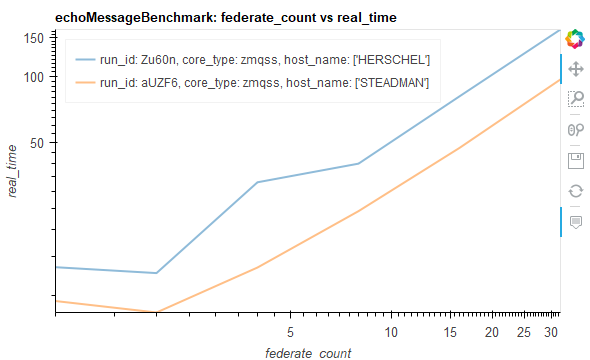 echoMessageBenchmark: federate_count vs real_time
150
100
50
real_time
run_id: Zu60n, core_type: zmqss, host_name: ['HERSCHEL']
run_id: aUZF6, core_type: zmqss, host_name: ['STEADMAN']
5
10
15
20
25
30
federate_count